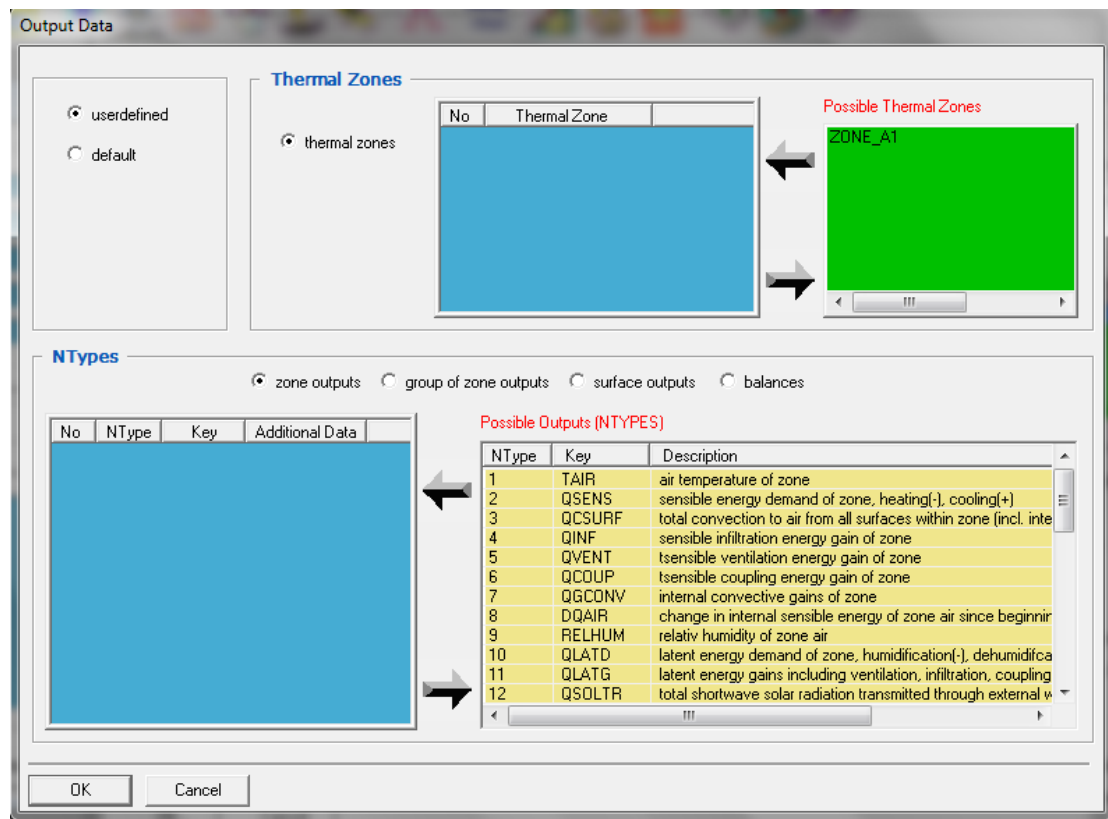 Output Data
userdefined
default
Thermal Zones
thermal zones
No Thermal Zone
Possible Thermal Zones
ZONE_A1
NTypes
zone outputs group of zone outputs surface outputs balances
No NType Key Additional Data
Possible Outputs (NTYPES)
NType Key Description
1 TAIR air temperature of zone
2 QSENS sensible energy demand of zone, heating(-), cooling(+)
3 QCSURF total convection to air from all surfaces within zone (incl. inte
4 QINF sensible infiltration energy gain of zone
5 QVENT tsensible ventilation energy gain of zone
6 QCOUP tsensible coupling energy gain of zone
7 QGCONV internal convective gains of zone
8 DQAIR change in internal sensible energy of zone air since beginnin
9 RELHUM relativ humidity of zone air
10 QLATD latent energy demand of zone, humidification(-), dehumidifca
11 QLATG latent energy gains including ventilation, infiltration, coupling
12 QSOLTR total shortwave solar radiation transmitted through external w
OK Cancel